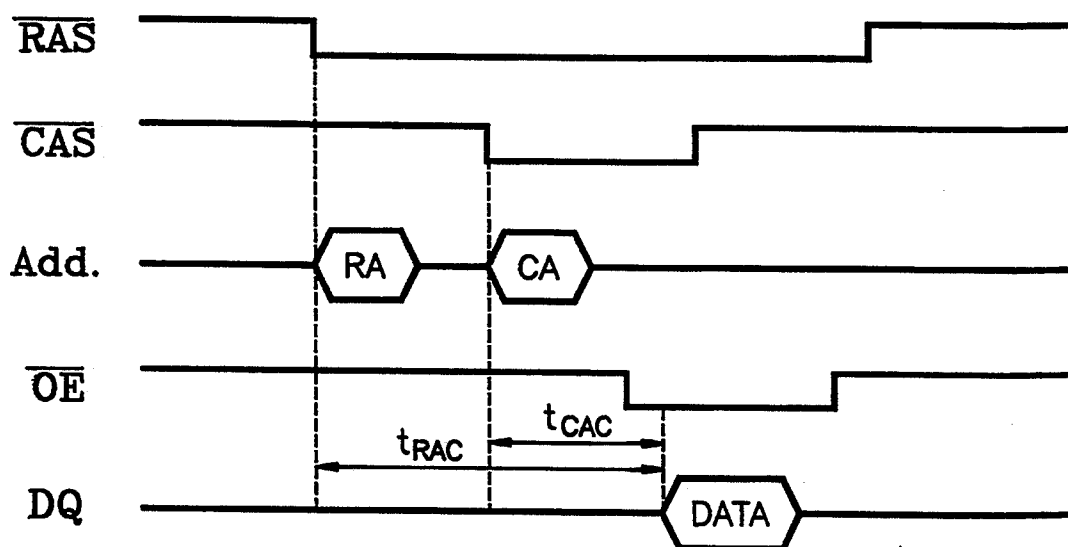 RAS
CAS
Add. RA CA
OE
tCAC
tRAC
DQ DATA